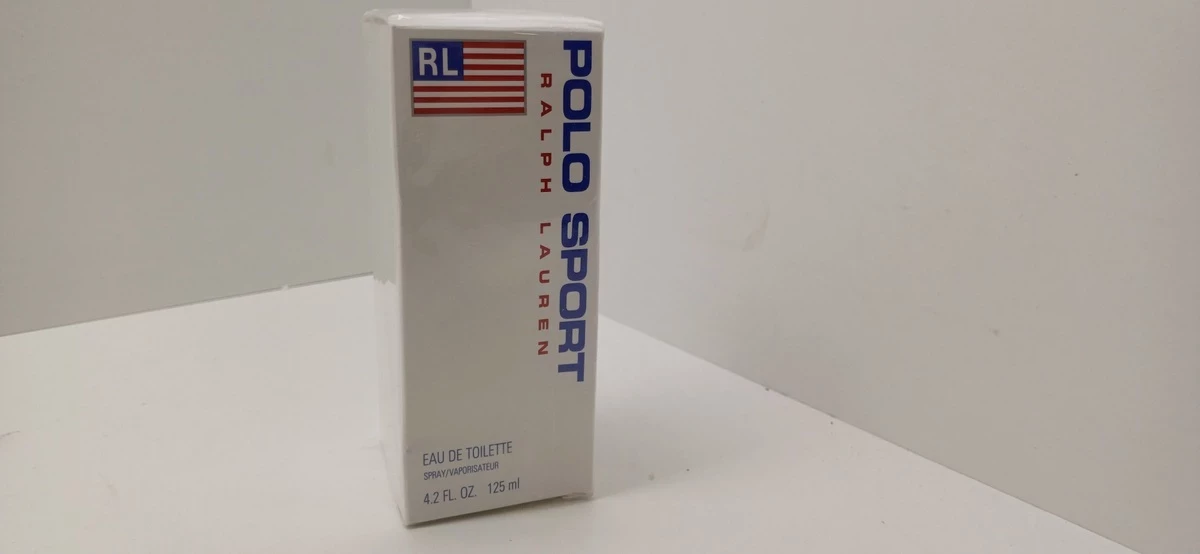 RL
POLO SPORT
RALPH LAUREN
EAU DE TOILETTE
SPRAY/VAPORISATEUR
4.2 FL. OZ. 125 ml